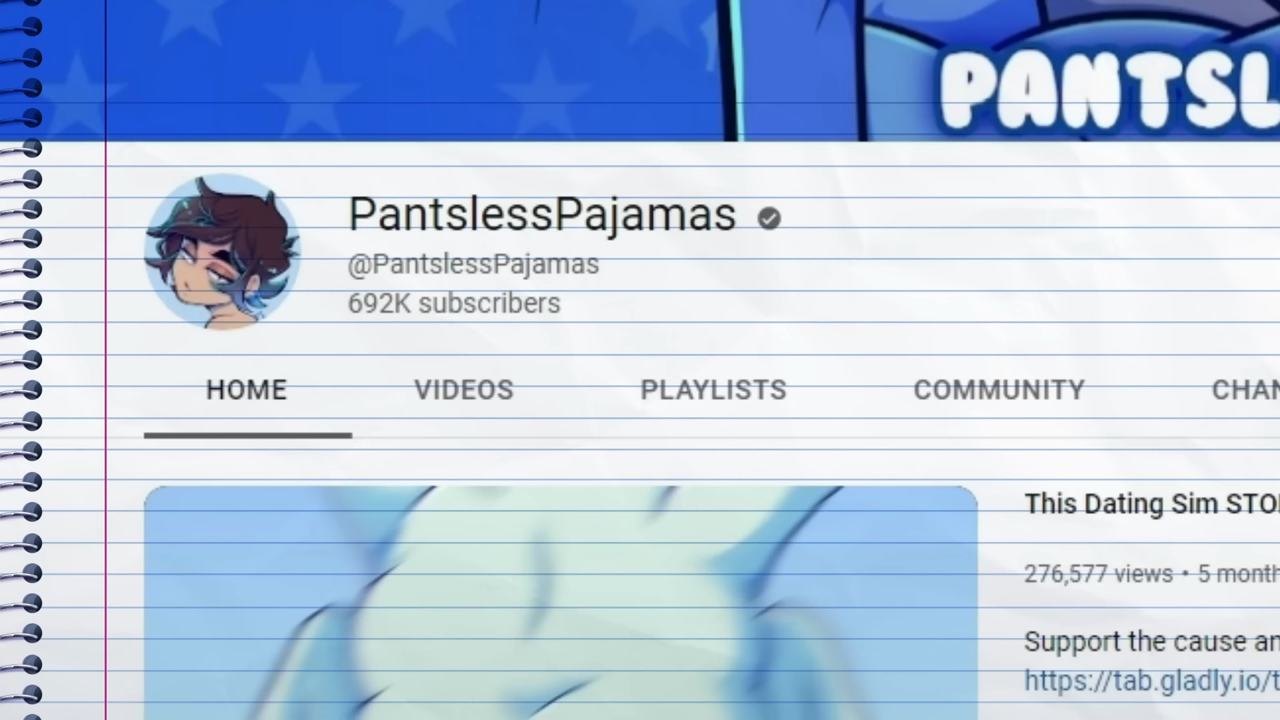 PANTSL
PantslessPajamas
@PantslessPajamas
692K subscribers
HOME VIDEOS PLAYLISTS COMMUNITY CHAN
This Dating Sim STO
276,577 views • 5 month
Support the cause an
https://tab.gladly.io/t